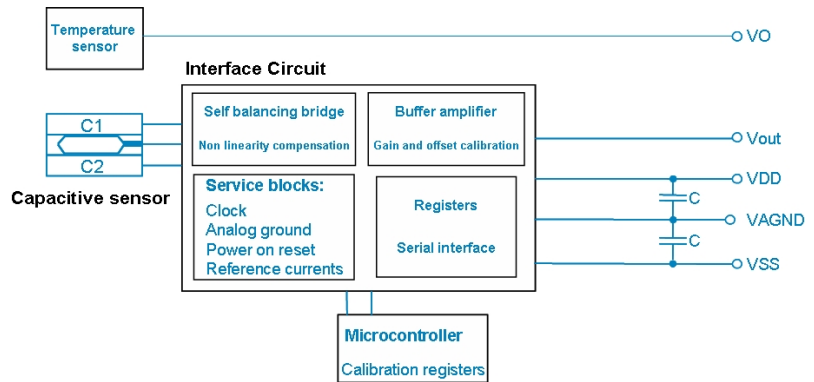 Temperature
sensor
VO
Interface Circuit
Self balancing bridge
Non linearity compensation
Buffer amplifier
Gain and offset calibration
C1
C2
Capacitive sensor
Vout
Service blocks:
Clock
Analog ground
Power on reset
Reference currents
Registers
Serial interface
VDD
C
VAGND
C
VSS
Microcontroller
Calibration registers